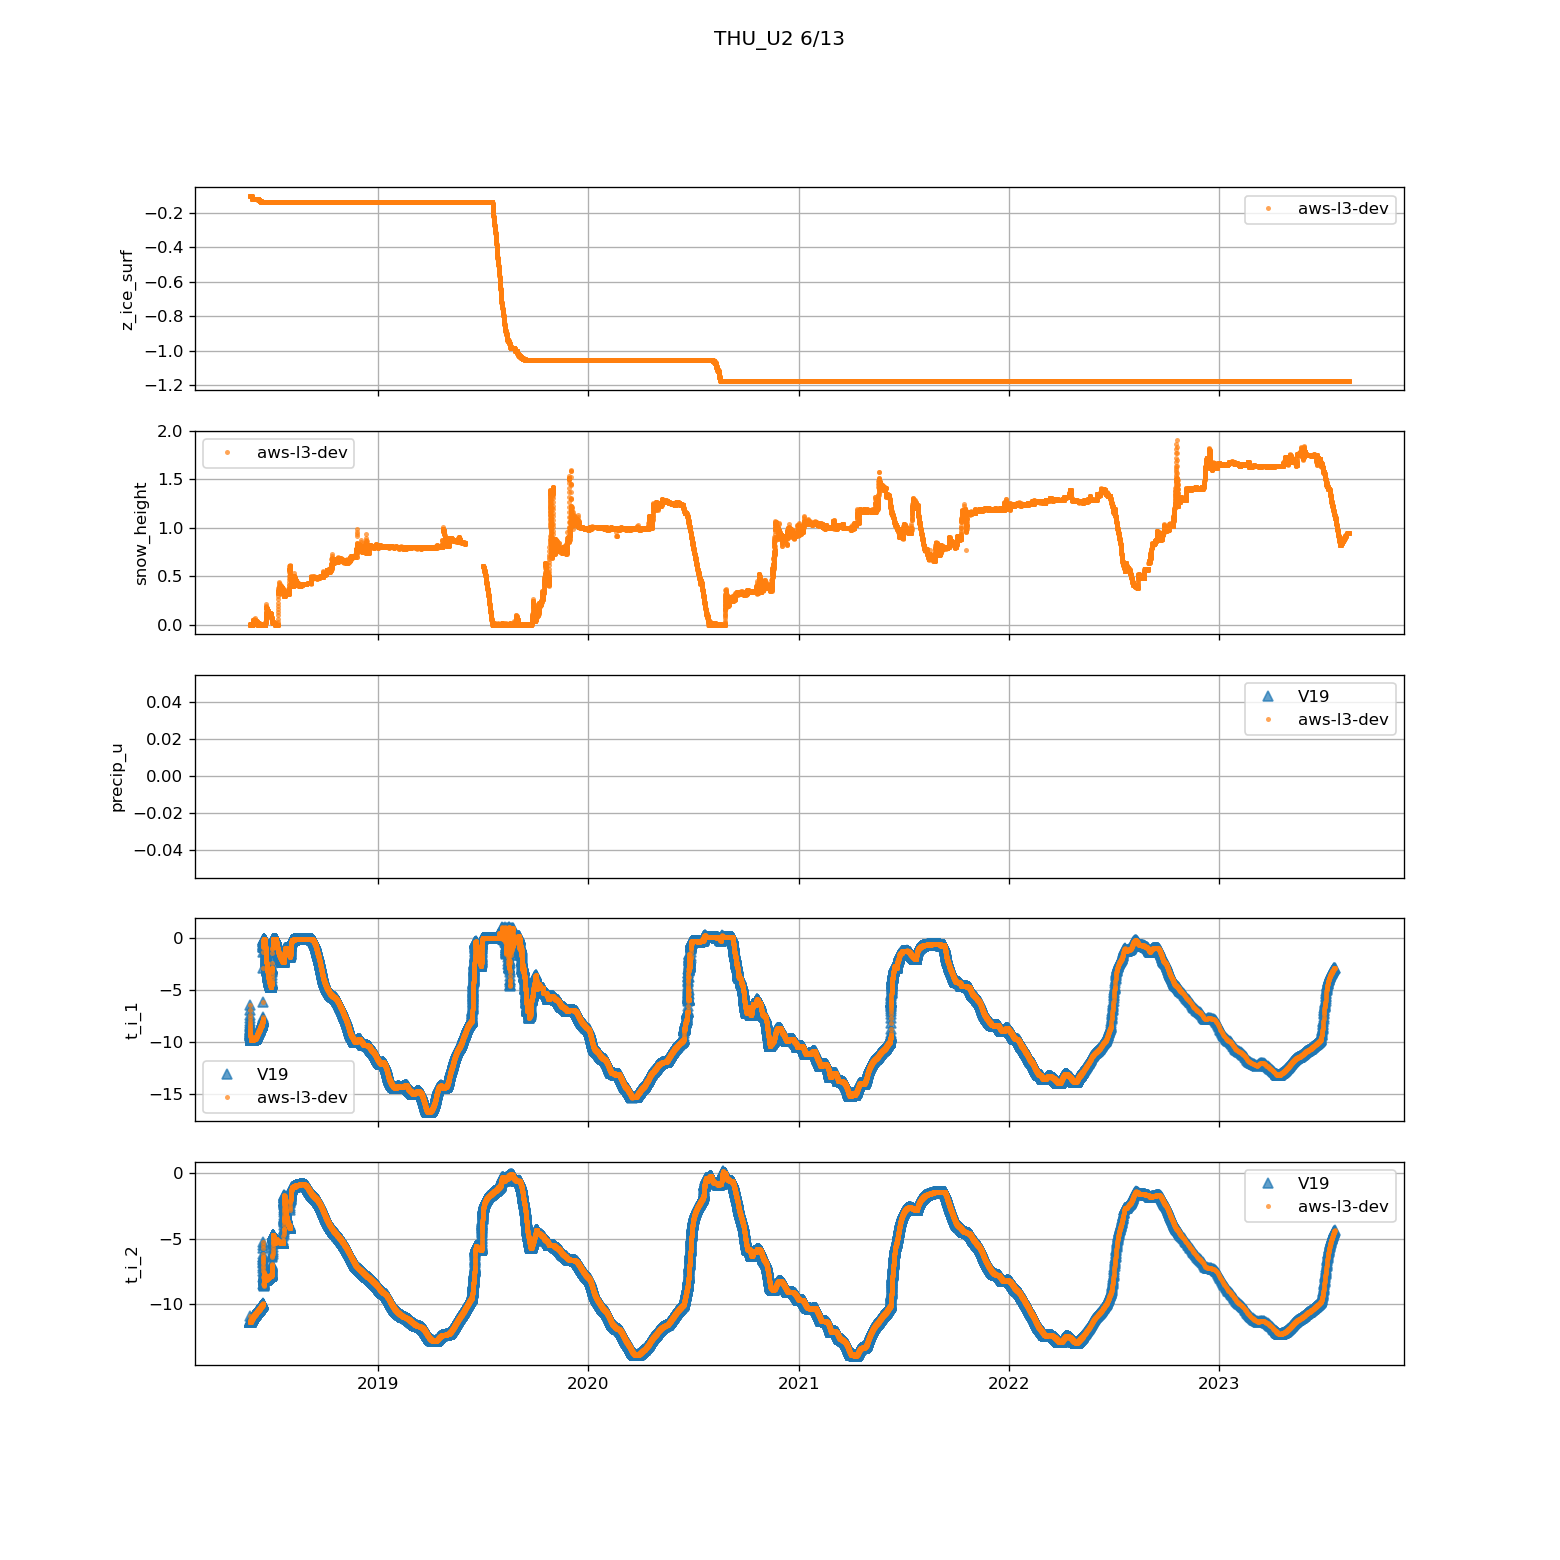 THU_U2 6/13
z_ice_surf
−0.2
−0.4
−0.6
−0.8
−1.0
−1.2
aws-l3-dev
snow_height
2.0
1.5
1.0
0.5
0.0
aws-l3-dev
precip_u
0.04
0.02
0.00
−0.02
−0.04
V19
aws-l3-dev
t_i_1
0
−5
−10
−15
V19
aws-l3-dev
t_i_2
0
−5
−10
V19
aws-l3-dev
2019 2020 2021 2022 2023